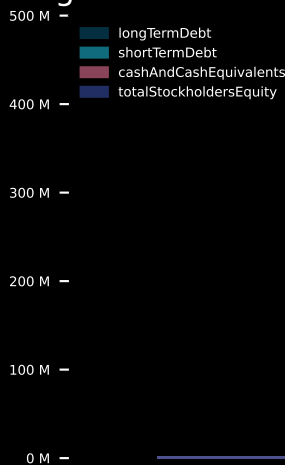 500 M
longTermDebt
shortTermDebt
cashAndCashEquivalents
totalStockholdersEquity
400 M
300 M
200 M
100 M
0 M